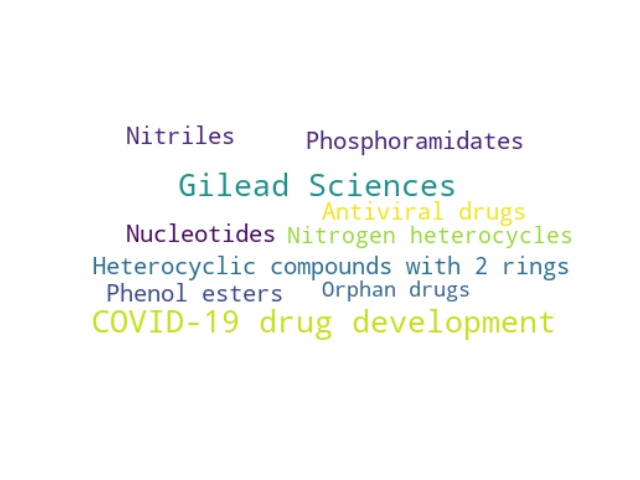 Nitriles
Phosphoramidates
Gilead Sciences
Antiviral drugs
Nucleotides
Nitrogen heterocycles
Heterocyclic compounds with 2 rings
Phenol esters
Orphan drugs
COVID-19 drug development